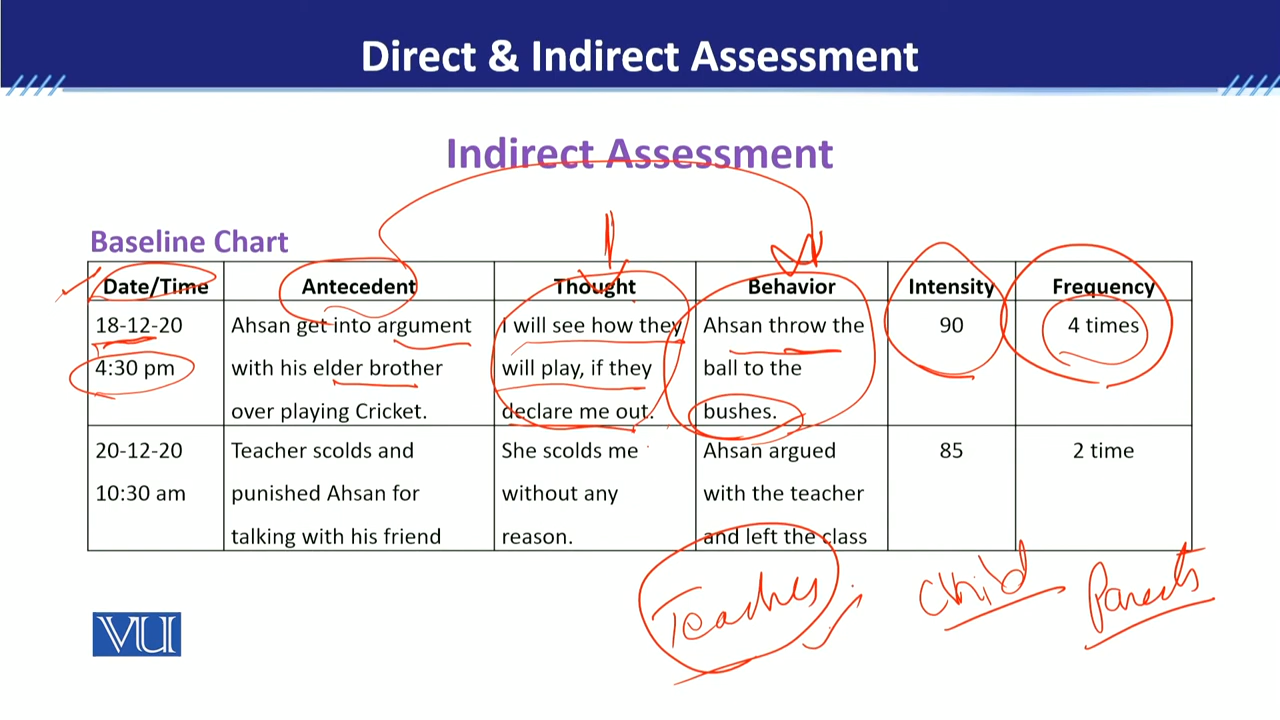 Direct & Indirect Assessment
Indirect Assessment
Baseline Chart
Date/Time Antecedent Thought Behavior Intensity Frequency
18-12-20 Ahsan get into argument I will see how they Ahsan throw the 90 4 times
4:30 pm with his elder brother will play, if they ball to the
over playing Cricket. declare me out. bushes.
20-12-20 Teacher scolds and She scolds me Ahsan argued 85 2 time
10:30 am punished Ahsan for without any with the teacher
talking with his friend reason. and left the class
Teachers Child Parents
VU